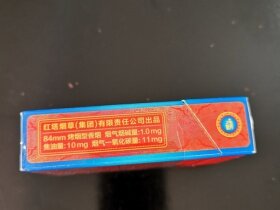 红塔烟草(集团)有限责任公司出品
84mm 烤烟型卷烟 烟气烟碱量:1.0mg
焦油量:10mg 烟气一氧化碳量:11mg